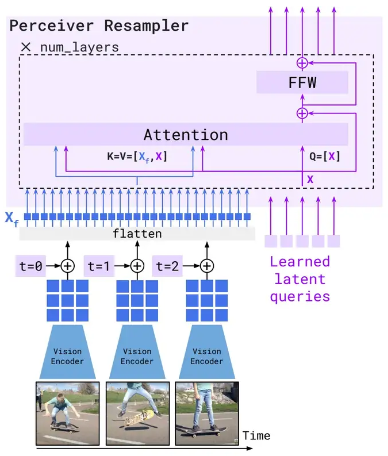 Perceiver Resampler
× num_layers
FFW
Attention
K=V=[Xf,X]
Q=[X]
X
Xf
flatten
t=0
t=1
t=2
Learned
latent
queries
Vision
Encoder
Vision
Encoder
Vision
Encoder
Time